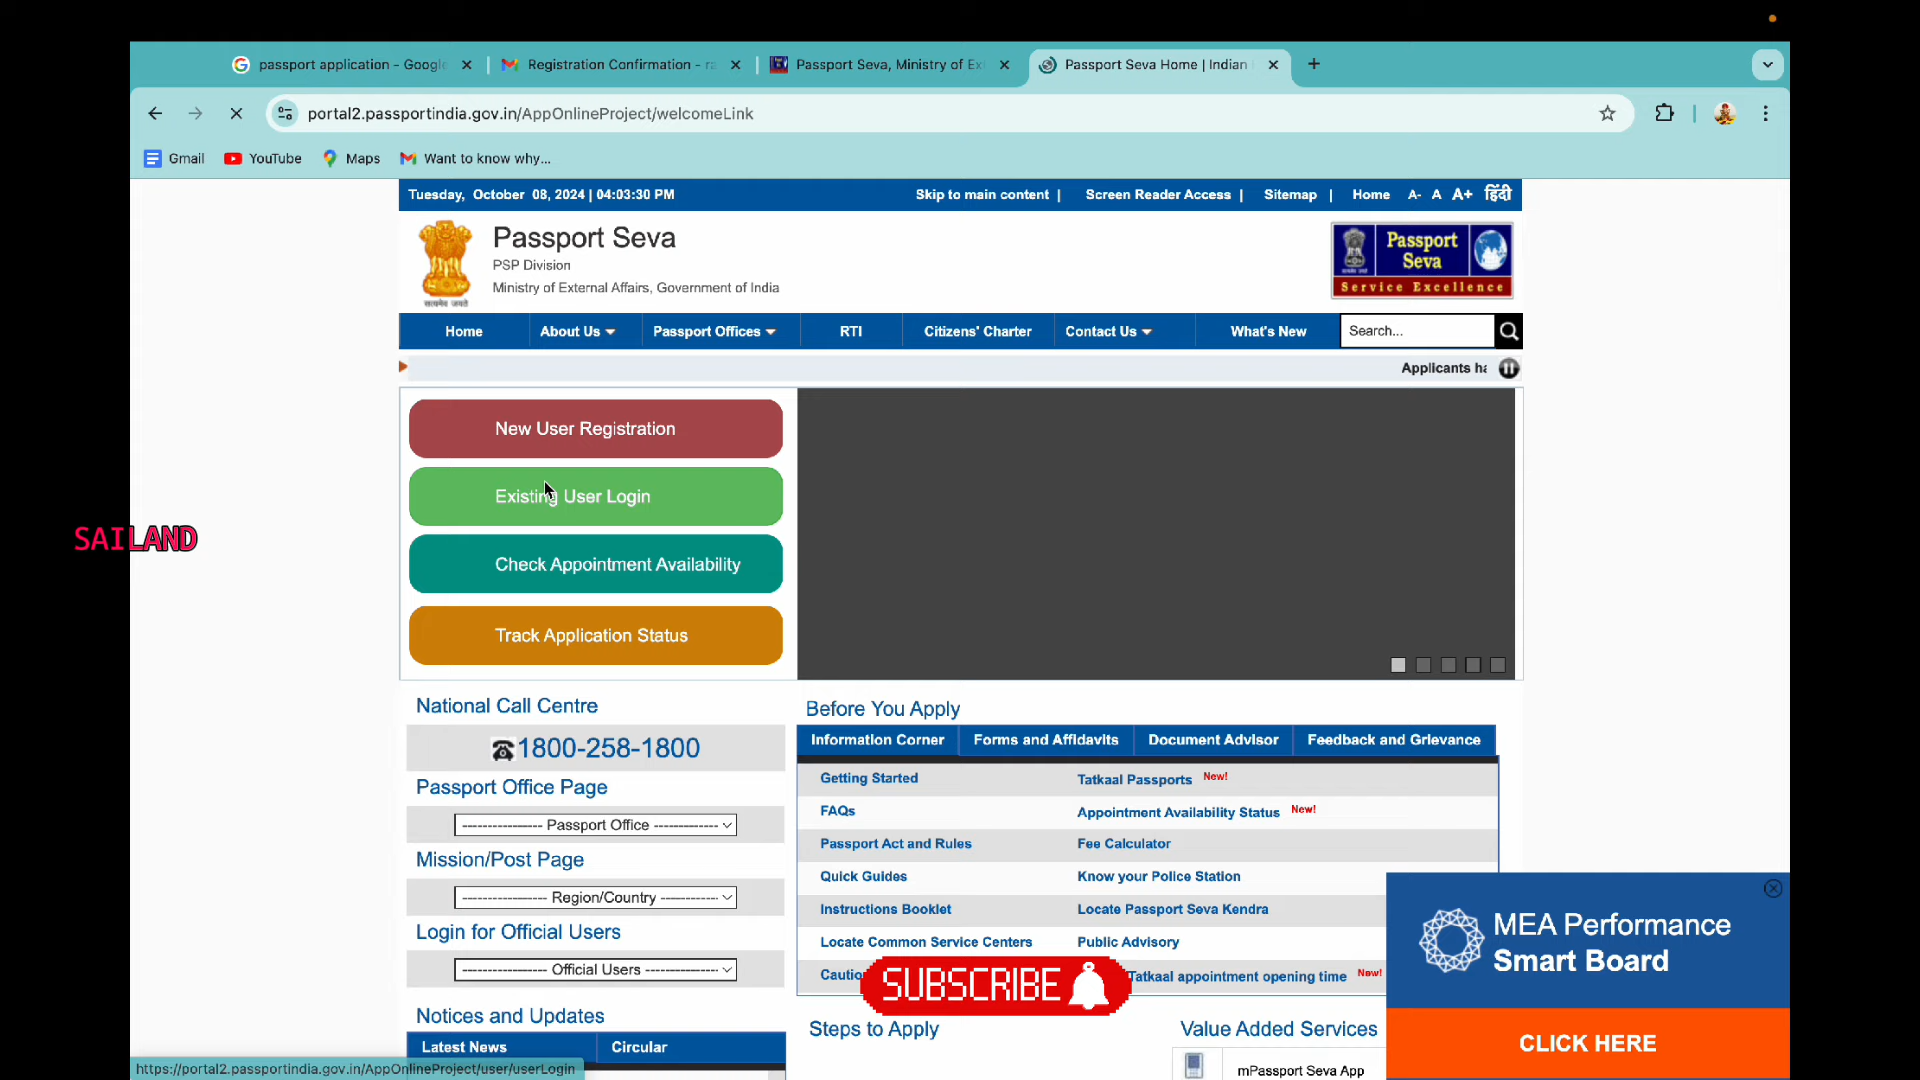 passport application - Google
Registration Confirmation - ra
Passport Seva, Ministry of Ex
Passport Seva Home | Indian
portal2.passportindia.gov.in/AppOnlineProject/welcomeLink
Gmail
YouTube
Maps
Want to know why...
Tuesday, October 08, 2024 | 04:03:30 PM
Skip to main content |
Screen Reader Access |
Sitemap |
Home
A- A A+ हिंदी
Passport Seva
PSP Division
Ministry of External Affairs, Government of India
सत्यमेव जयते
Passport
Seva
Service Excellence
Home
About Us
Passport Offices
RTI
Citizens' Charter
Contact Us
What's New
Search...
Applicants ha
New User Registration
Existing User Login
Check Appointment Availability
Track Application Status
SAILAND
National Call Centre
1800-258-1800
Passport Office Page
---------------- Passport Office -------------
Mission/Post Page
---------------- Region/Country -----------
Login for Official Users
---------------- Official Users -------------
Notices and Updates
Latest News
Circular
Before You Apply
Information Corner
Forms and Affidavits
Document Advisor
Feedback and Grievance
Getting Started
Tatkaal Passports New!
FAQs
Appointment Availability Status New!
Passport Act and Rules
Fee Calculator
Quick Guides
Know your Police Station
Instructions Booklet
Locate Passport Seva Kendra
Locate Common Service Centers
Public Advisory
Cautio
Tatkaal appointment opening time New!
SUBSCRIBE
Steps to Apply
Value Added Services
mPassport Seva App
MEA Performance
Smart Board
CLICK HERE
https://portal2.passportindia.gov.in/AppOnlineProject/user/userLogin